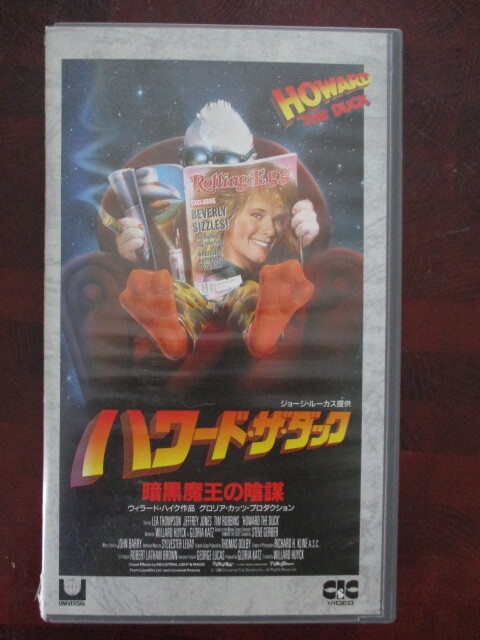 HOWARD
THE DUCK
Rolling Egg
EXCLUSIVE
BEVERLY
SIZZLES!
ジョージ・ルーカス提供
ハワード・ザ・ダック
暗黒魔王の陰謀
ウィラード・ハイク作品 グロリア・カッツ・プロダクション
LEA THOMPSON JEFFREY JONES TIM ROBBINS "HOWARD THE DUCK"
WILLARD HUYCK & GLORIA KATZ STEVE GERBER
JOHN BARRY SYLVESTER LEVAY THOMAS DOLBY RICHARD H. KLINE A.S.C.
ROBERT LATHAM BROWN GEORGE LUCAS GLORIA KATZ WILLARD HUYCK
UNIVERSAL
CIC
VIDEO